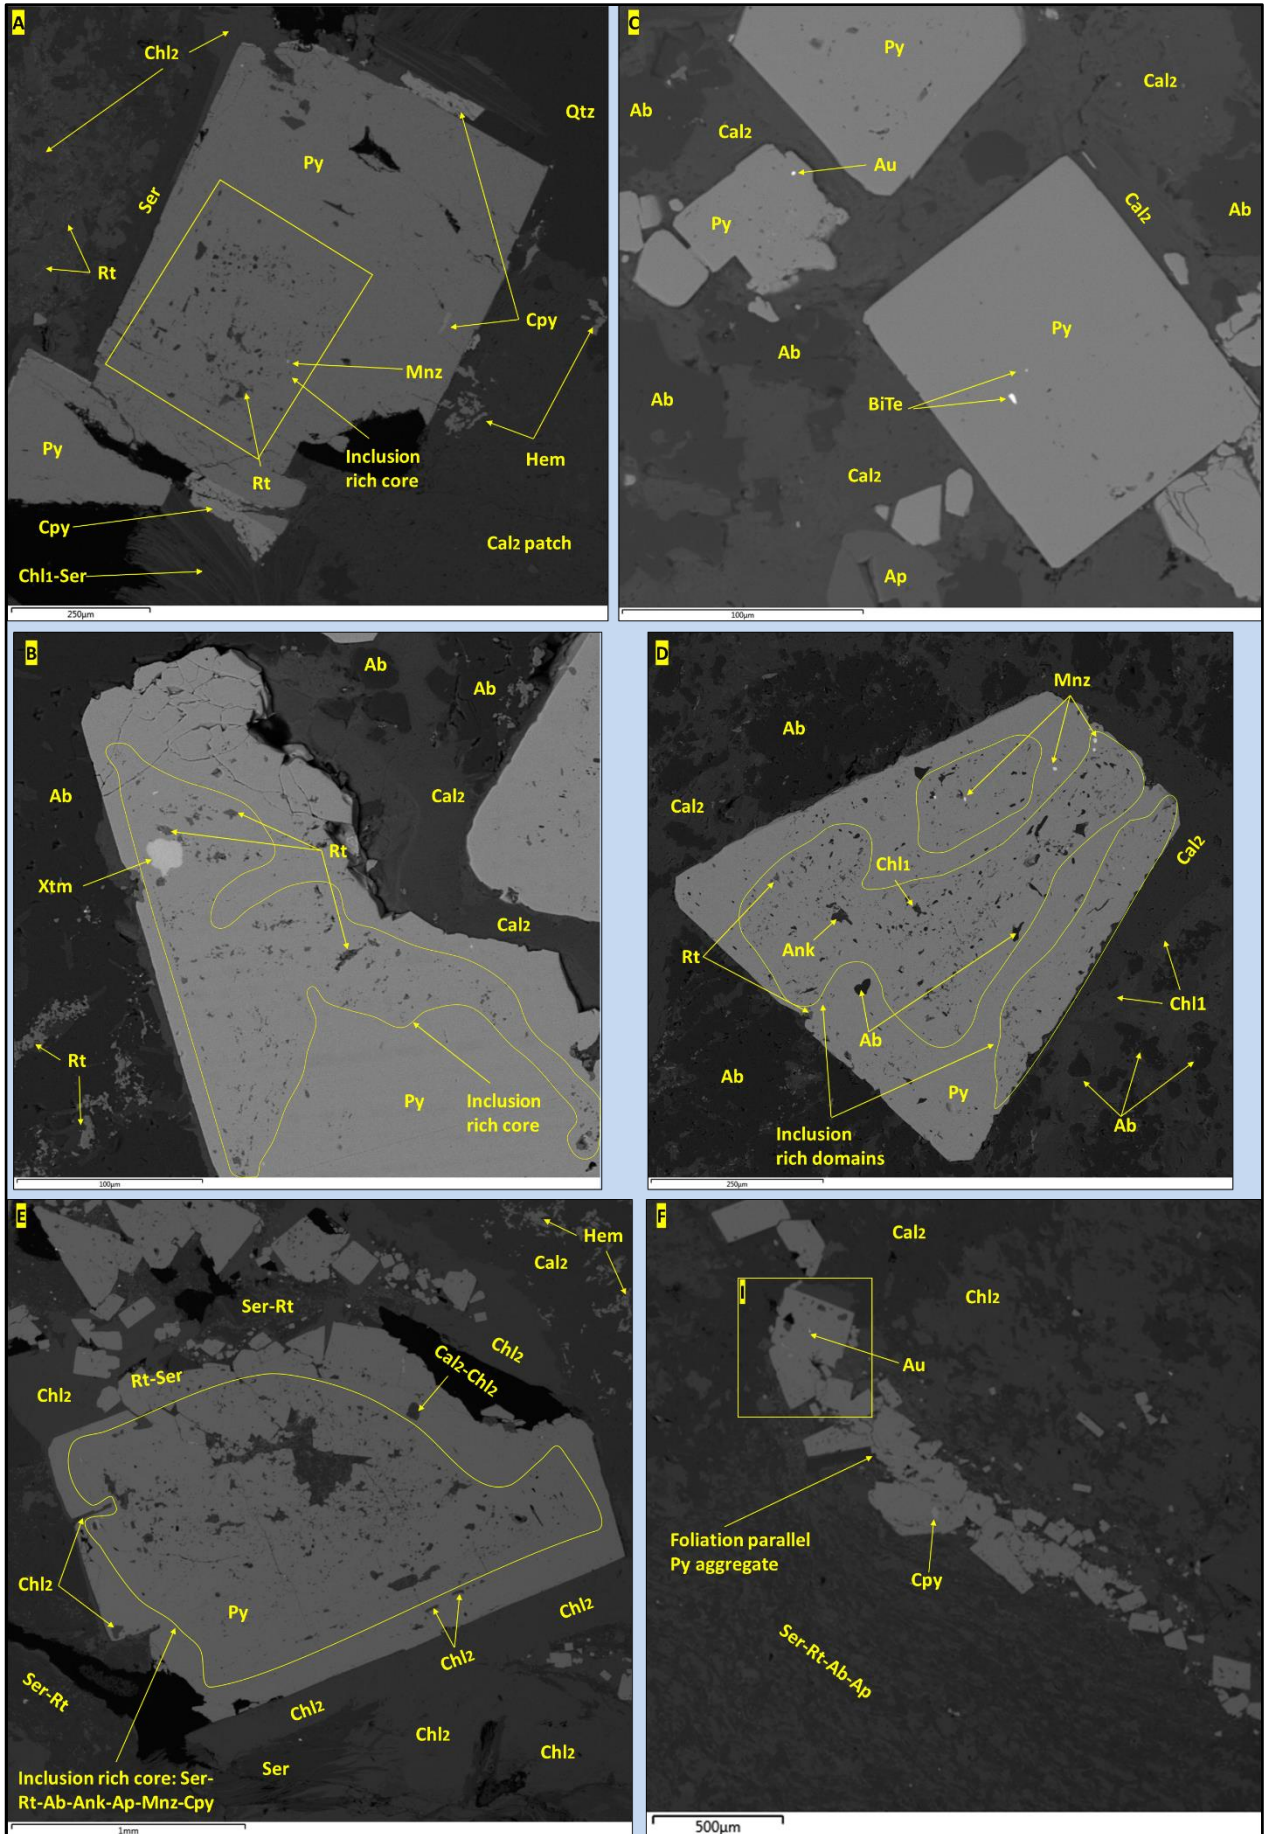 A
Chl2
Qtz
Py
Ser
Rt
Cpy
Mnz
Py
Inclusion
rich core
Hem
Rt
Cpy
Cal2 patch
Chl1-Ser
250μm
C
Py
Cal2
Ab
Cal2
Au
Py
Cal2
Ab
Py
Ab
Ab
BiTe
Cal2
Ap
100μm
B
Ab
Ab
Ab
Cal2
Rt
Xtm
Cal2
Rt
Py
Inclusion
rich core
100μm
D
Mnz
Ab
Cal2
Chl1
Cal2
Ank
Rt
Chl1
Ab
Ab
Py
Ab
Inclusion
rich domains
250μm
E
Hem
Cal2
Ser-Rt
Chl2
Cal2-Chl2
Rt-Ser
Chl2
Chl2
Py
Chl2
Chl2
Ser-Rt
Chl2
Chl2
Chl2
Ser
Inclusion rich core: Ser-
Rt-Ab-Ank-Ap-Mnz-Cpy
1mm
F
Cal2
I
Chl2
Au
Foliation parallel
Py aggregate
Cpy
Ser-Rt-Ab-Ap
500μm